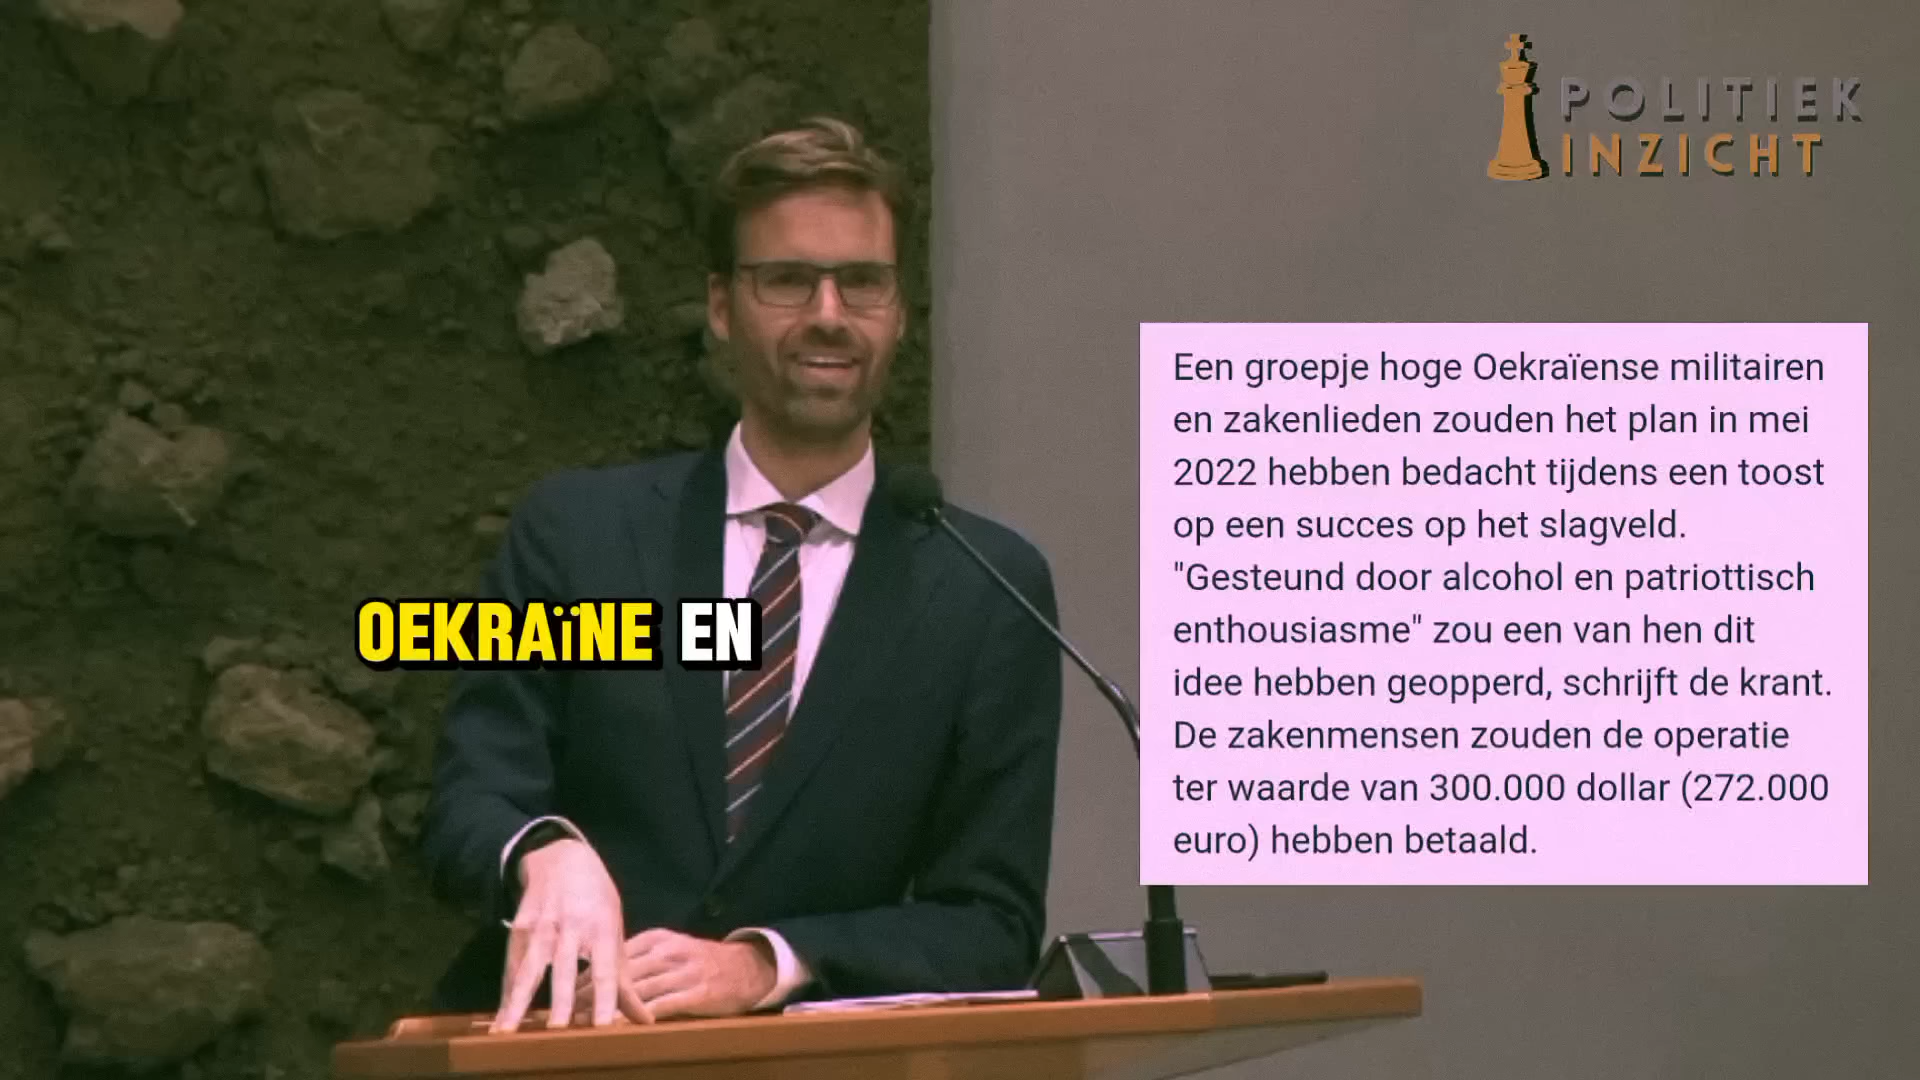 POLITIEK
INZICHT
Een groepje hoge Oekraïense militairen
en zakenlieden zouden het plan in mei
2022 hebben bedacht tijdens een toost
op een succes op het slagveld.
"Gesteund door alcohol en patriottisch
enthousiasme" zou een van hen dit
idee hebben geopperd, schrijft de krant.
De zakenmensen zouden de operatie
ter waarde van 300.000 dollar (272.000
euro) hebben betaald.
OEKRAïNE EN